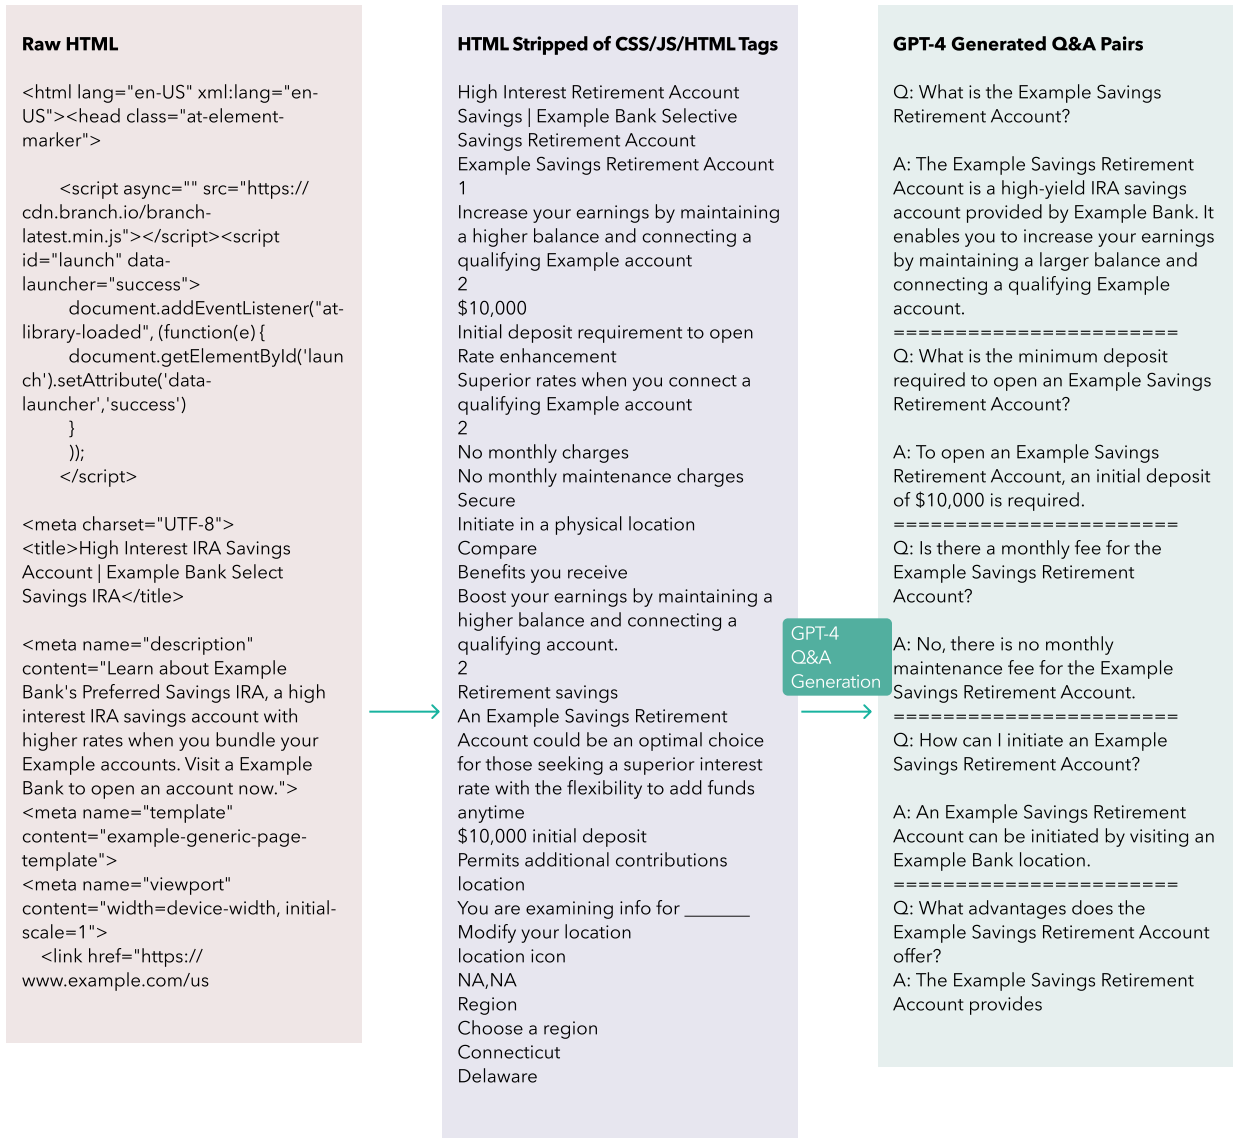 Raw HTML
<html lang="en-US" xml:lang="en-
US"><head class="at-element-
marker">
<script async="" src="https://
cdn.branch.io/branch-
latest.min.js"></script><script
id="launch" data-
launcher="success">
document.addEventListener("at-
library-loaded", (function(e) {
document.getElementById('laun
ch').setAttribute('data-
launcher','success')
}
));
</script>
<meta charset="UTF-8">
<title>High Interest IRA Savings
Account | Example Bank Select
Savings IRA</title>
<meta name="description"
content="Learn about Example
Bank's Preferred Savings IRA, a high
interest IRA savings account with
higher rates when you bundle your
Example accounts. Visit a Example
Bank to open an account now.">
<meta name="template"
content="example-generic-page-
template">
<meta name="viewport"
content="width=device-width, initial-
scale=1">
<link href="https://
www.example.com/us
HTML Stripped of CSS/JS/HTML Tags
High Interest Retirement Account
Savings | Example Bank Selective
Savings Retirement Account
Example Savings Retirement Account
1
Increase your earnings by maintaining
a higher balance and connecting a
qualifying Example account
2
$10,000
Initial deposit requirement to open
Rate enhancement
Superior rates when you connect a
qualifying Example account
2
No monthly charges
No monthly maintenance charges
Secure
Initiate in a physical location
Compare
Benefits you receive
Boost your earnings by maintaining a
higher balance and connecting a
qualifying account.
2
Retirement savings
An Example Savings Retirement
Account could be an optimal choice
for those seeking a superior interest
rate with the flexibility to add funds
anytime
$10,000 initial deposit
Permits additional contributions
location
You are examining info for _______
Modify your location
location icon
NA,NA
Region
Choose a region
Connecticut
Delaware
GPT-4
Q&A
Generation
GPT-4 Generated Q&A Pairs
Q: What is the Example Savings
Retirement Account?
A: The Example Savings Retirement
Account is a high-yield IRA savings
account provided by Example Bank. It
enables you to increase your earnings
by maintaining a larger balance and
connecting a qualifying Example
account.
=======================
Q: What is the minimum deposit
required to open an Example Savings
Retirement Account?
A: To open an Example Savings
Retirement Account, an initial deposit
of $10,000 is required.
=======================
Q: Is there a monthly fee for the
Example Savings Retirement
Account?
A: No, there is no monthly
maintenance fee for the Example
Savings Retirement Account.
=======================
Q: How can I initiate an Example
Savings Retirement Account?
A: An Example Savings Retirement
Account can be initiated by visiting an
Example Bank location.
=======================
Q: What advantages does the
Example Savings Retirement Account
offer?
A: The Example Savings Retirement
Account provides